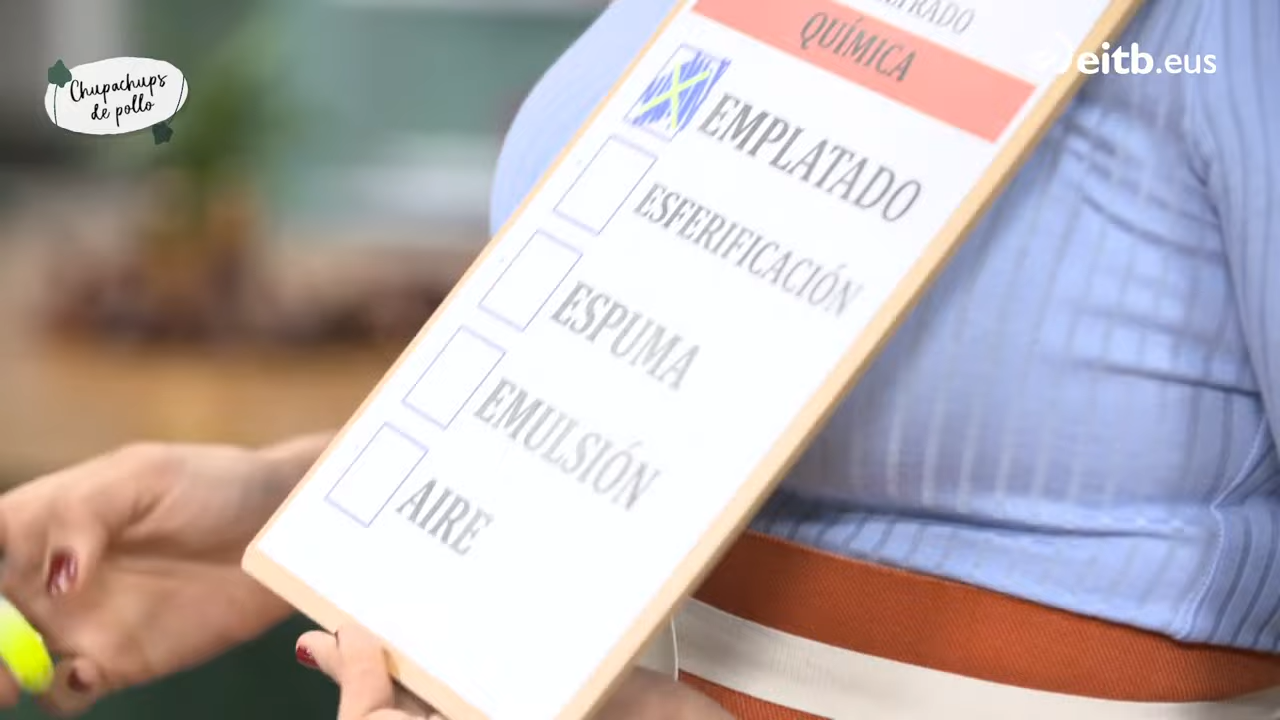 Chupachups
de pollo
eitb.eus
QUÍMICA
EMPLATADO
ESFERIFICACIÓN
ESPUMA
EMULSIÓN
AIRE